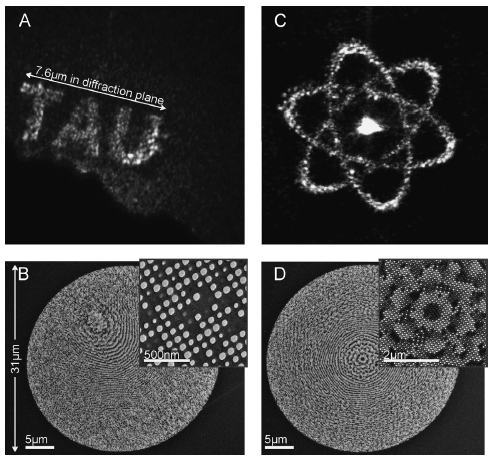 A
7.6µm in diffraction plane
TAU
C
B
31µm
500nm
5µm
D
2µm
5µm